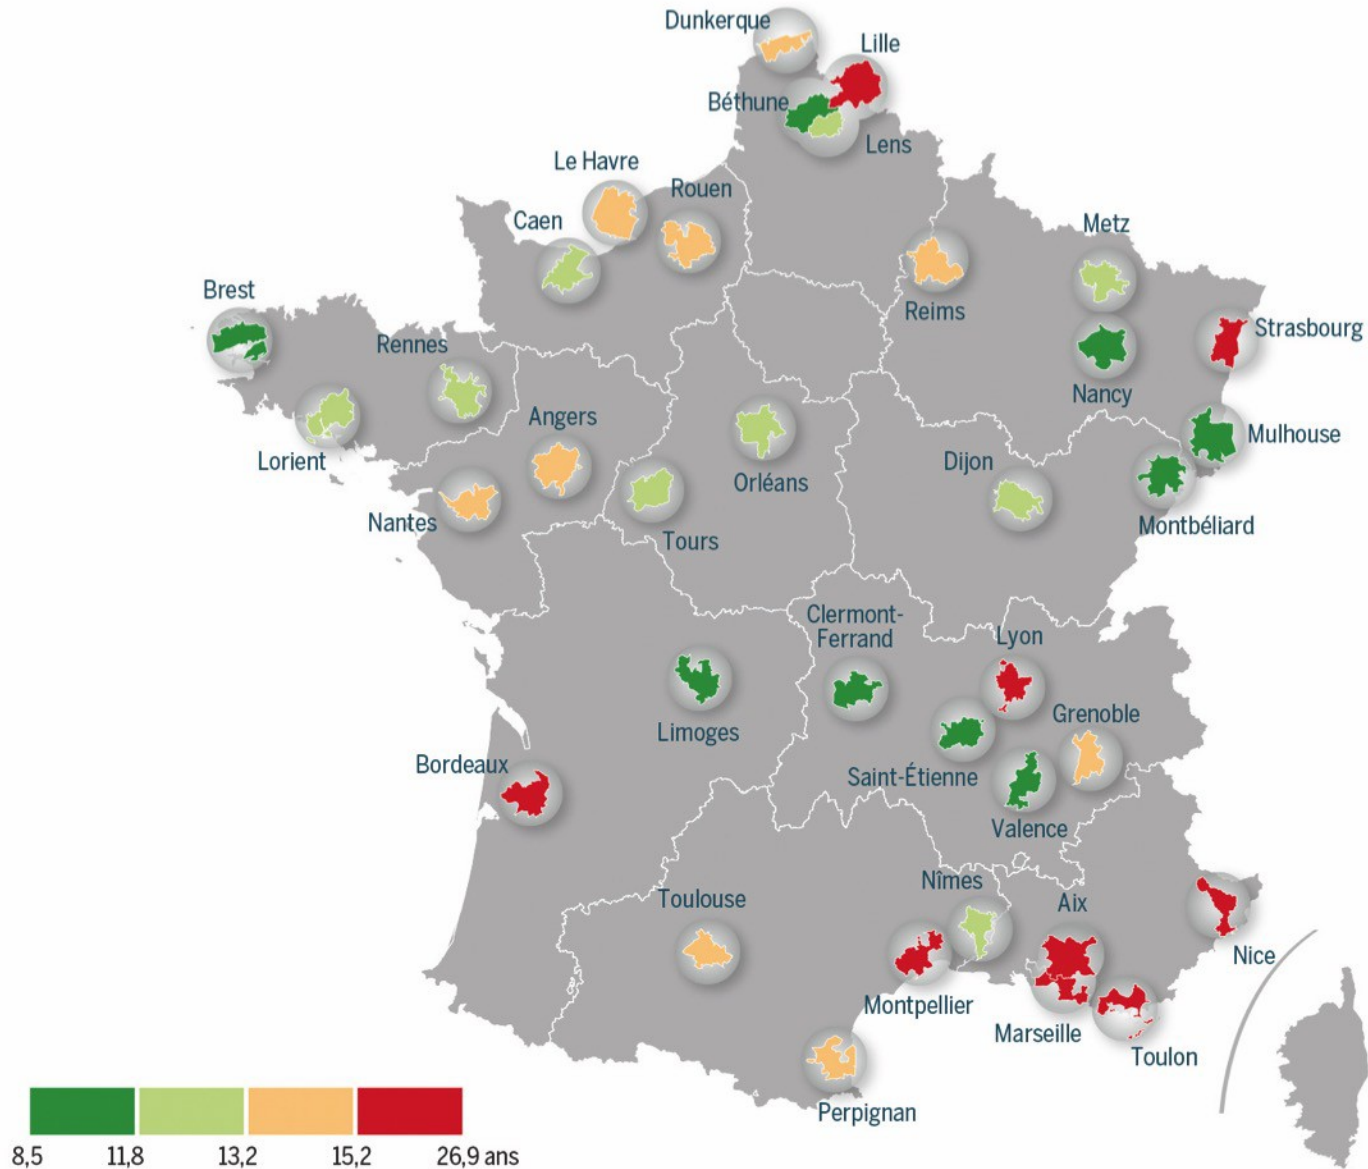 Dunkerque
Lille
Béthune
Lens
Le Havre
Rouen
Caen
Metz
Brest
Reims
Strasbourg
Rennes
Nancy
Angers
Mulhouse
Lorient
Dijon
Orléans
Nantes
Montbéliard
Tours
Clermont-
Ferrand
Lyon
Grenoble
Limoges
Bordeaux
Saint-Étienne
Valence
Nîmes
Toulouse
Aix
Nice
Montpellier
Marseille
Toulon
Perpignan
8,5 11,8 13,2 15,2 26,9 ans